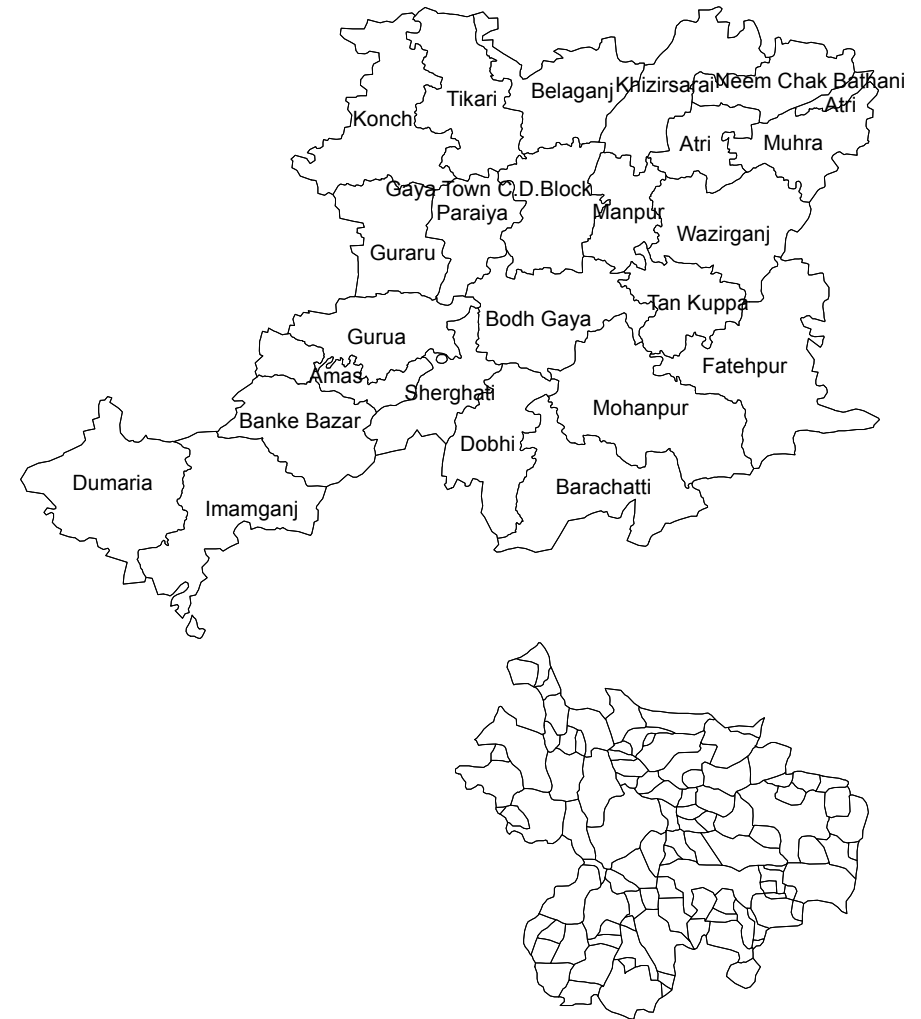 Khizirsarai
Neem Chak Bathani
Tikari
Belaganj
Atri
Konch
Atri
Muhra
Gaya Town C.D.Block
Paraiya
Manpur
Wazirganj
Guraru
Tan Kuppa
Bodh Gaya
Gurua
Fatehpur
Amas
Sherghati
Mohanpur
Banke Bazar
Dobhi
Dumaria
Barachatti
Imamganj